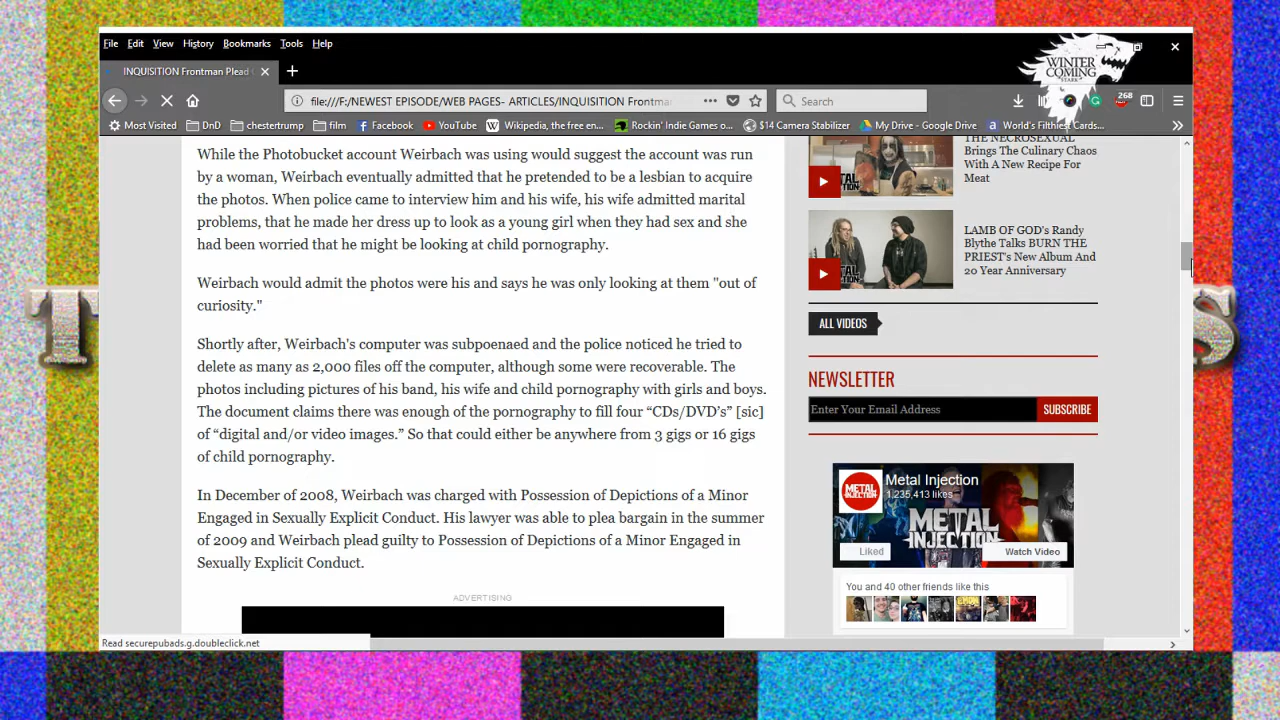 File Edit View History Bookmarks Tools Help
WINTER
COMING
STARK
INQUISITION Frontman Plead
file:///F:/NEWEST EPISODE/WEB PAGES- ARTICLES/INQUISITION Frontma
Search
268
Most Visited DnD chestertrump film Facebook YouTube Wikipedia, the free en... Rockin' Indie Games o... $14 Camera Stabilizer My Drive - Google Drive World's Filthiest Cards...
While the Photobucket account Weirbach was using would suggest the account was run
by a woman, Weirbach eventually admitted that he pretended to be a lesbian to acquire
the photos. When police came to interview him and his wife, his wife admitted marital
problems, that he made her dress up to look as a young girl when they had sex and she
had been worried that he might be looking at child pornography.
Weirbach would admit the photos were his and says he was only looking at them "out of
curiosity."
Shortly after, Weirbach's computer was subpoenaed and the police noticed he tried to
delete as many as 2,000 files off the computer, although some were recoverable. The
photos including pictures of his band, his wife and child pornography with girls and boys.
The document claims there was enough of the pornography to fill four “CDs/DVD’s” [sic]
of “digital and/or video images.” So that could either be anywhere from 3 gigs or 16 gigs
of child pornography.
In December of 2008, Weirbach was charged with Possession of Depictions of a Minor
Engaged in Sexually Explicit Conduct. His lawyer was able to plea bargain in the summer
of 2009 and Weirbach plead guilty to Possession of Depictions of a Minor Engaged in
Sexually Explicit Conduct.
ADVERTISING
THE NECROSEXUAL
Brings The Culinary Chaos
With A New Recipe For
Meat
LAMB OF GOD's Randy
Blythe Talks BURN THE
PRIEST's New Album And
20 Year Anniversary
ALL VIDEOS
NEWSLETTER
Enter Your Email Address SUBSCRIBE
METAL
INJECTION
Metal Injection
1,235,413 likes
METAL
INJECTION
Liked Watch Video
You and 40 other friends like this
Read securepubads.g.doubleclick.net
T
S